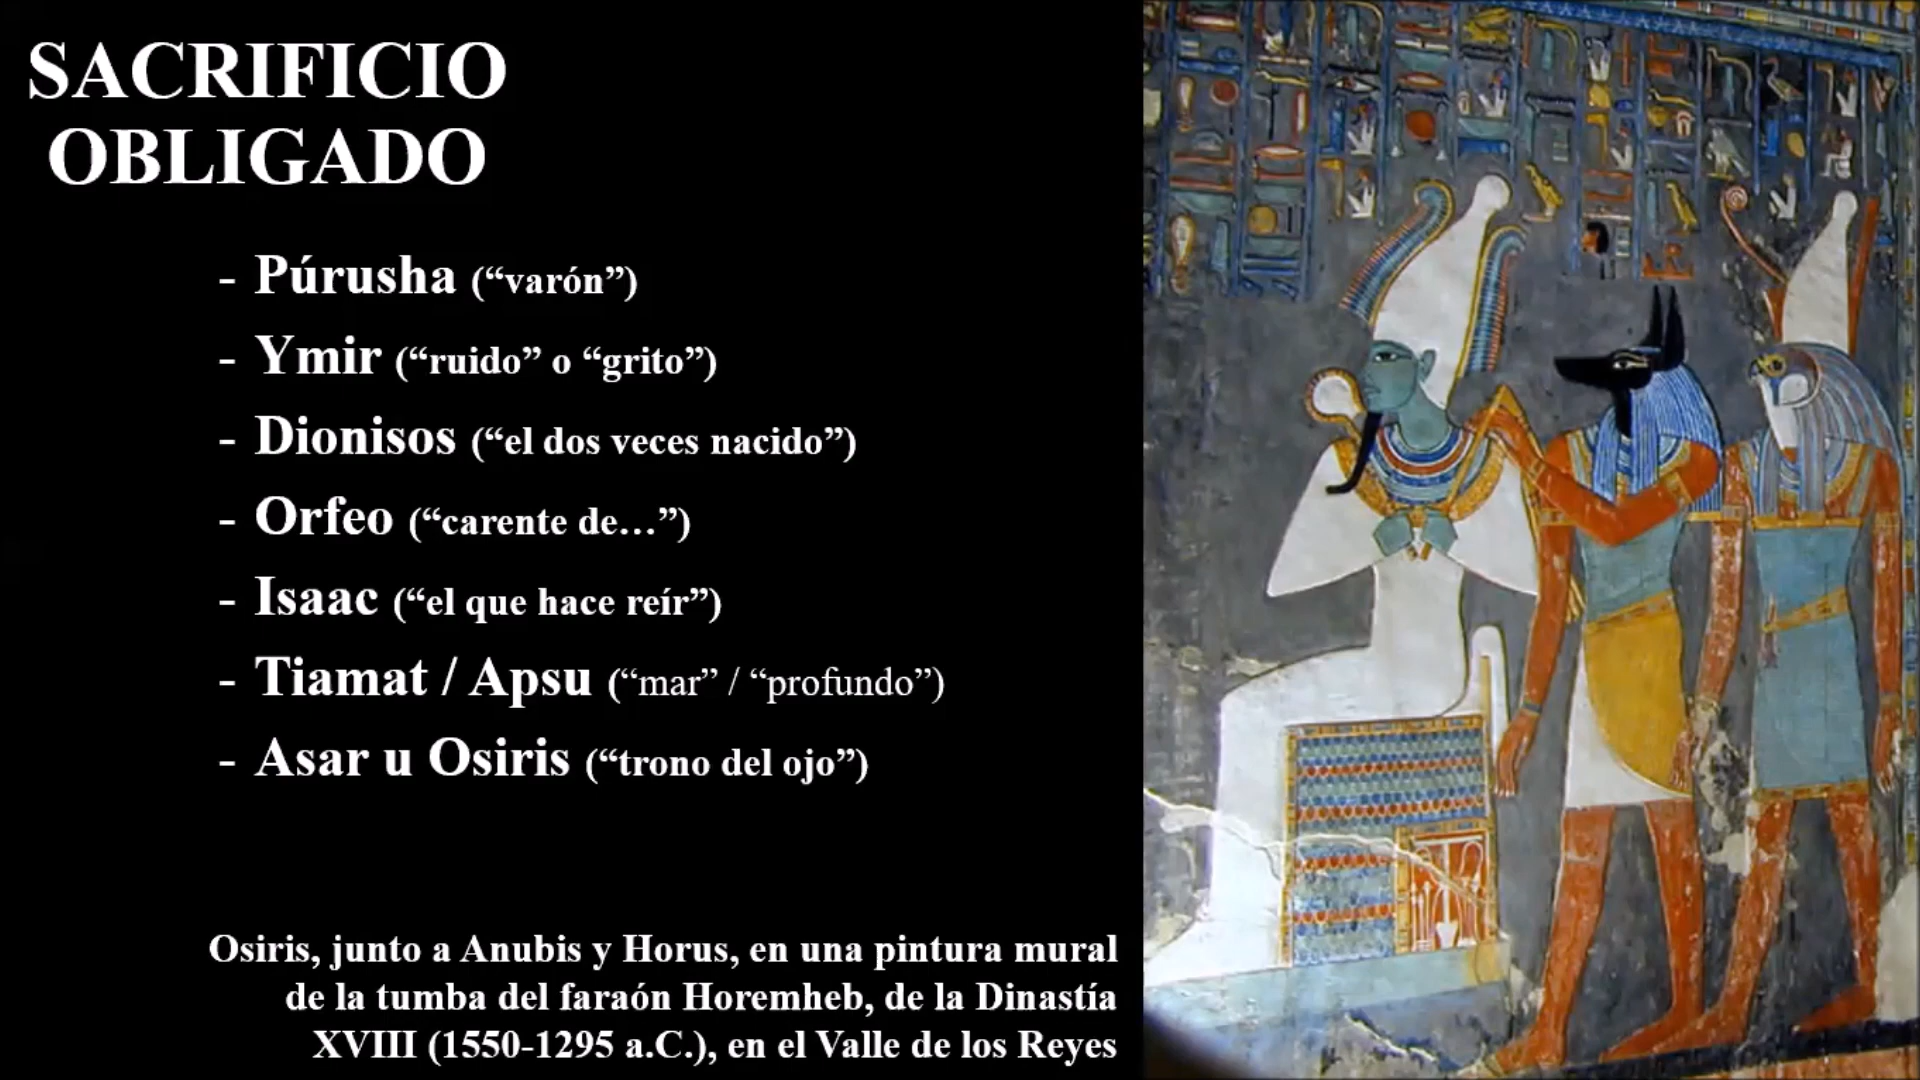 SACRIFICIO
OBLIGADO
- Púrusha (“varón”)
- Ymir (“ruido” o “grito”)
- Dionisos (“el dos veces nacido”)
- Orfeo (“carente de…”)
- Isaac (“el que hace reír”)
- Tiamat / Apsu (“mar” / “profundo”)
- Asar u Osiris (“trono del ojo”)
Osiris, junto a Anubis y Horus, en una pintura mural
de la tumba del faraón Horemheb, de la Dinastía
XVIII (1550-1295 a.C.), en el Valle de los Reyes